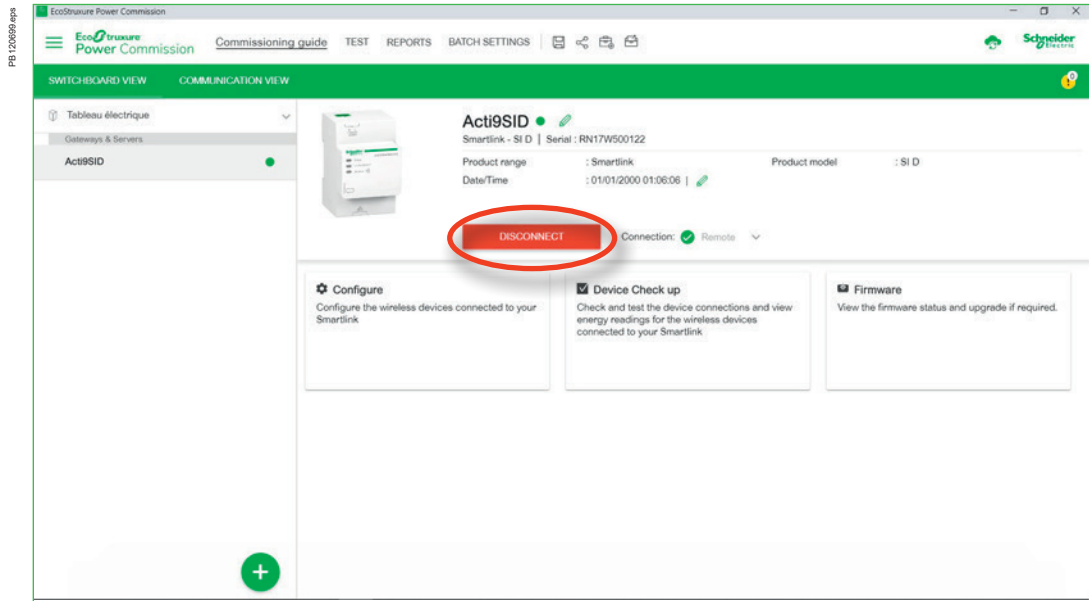 PB120699.eps
EcoStruxure Power Commission
EcoStruxure
Power Commission
Commissioning guide TEST REPORTS BATCH SETTINGS
Schneider
Electric
SWITCHBOARD VIEW COMMUNICATION VIEW
0
!
Tableau électrique
Gateways & Servers
Acti9SID
Acti9SID
Smartlink - SI D | Serial : RN17W500122
Product range : Smartlink Product model : SI D
Date/Time : 01/01/2000 01:06:06 |
DISCONNECT Connection: Remote
Configure
Configure the wireless devices connected to your
Smartlink
Device Check up
Check and test the device connections and view
energy readings for the wireless devices
connected to your Smartlink
Firmware
View the firmware status and upgrade if required.
+